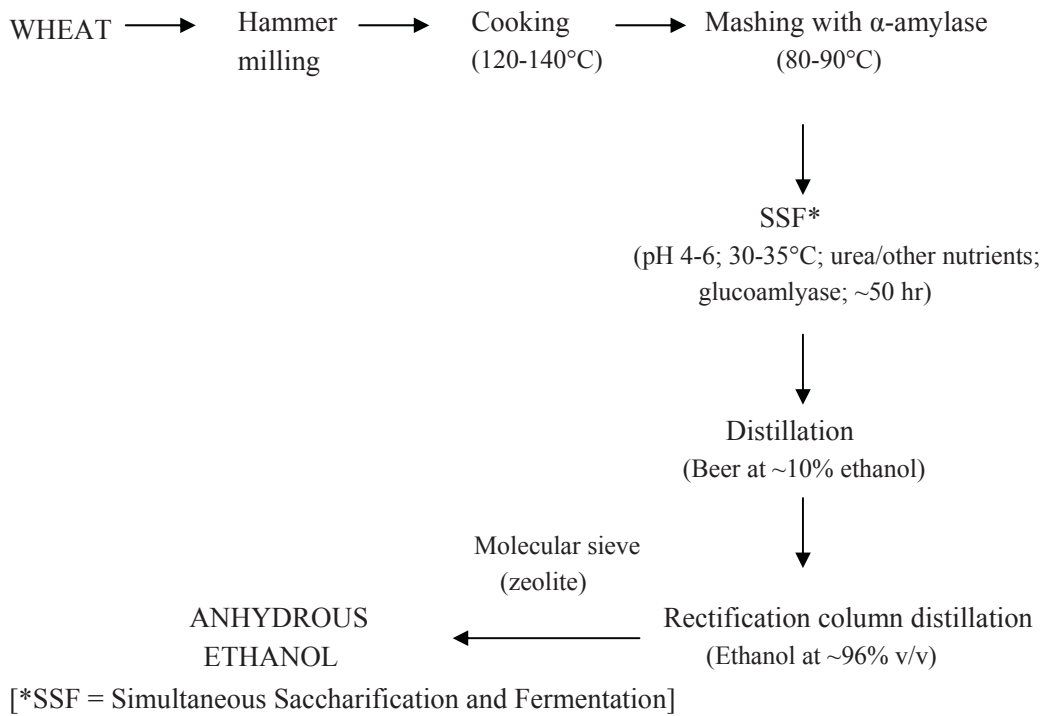 WHEAT
Hammer
milling
Cooking
(120-140°C)
Mashing with α-amylase
(80-90°C)
SSF*
(pH 4-6; 30-35°C; urea/other nutrients;
glucoamlyase; ~50 hr)
Distillation
(Beer at ~10% ethanol)
Rectification column distillation
(Ethanol at ~96% v/v)
Molecular sieve
(zeolite)
ANHYDROUS
ETHANOL
[*SSF = Simultaneous Saccharification and Fermentation]